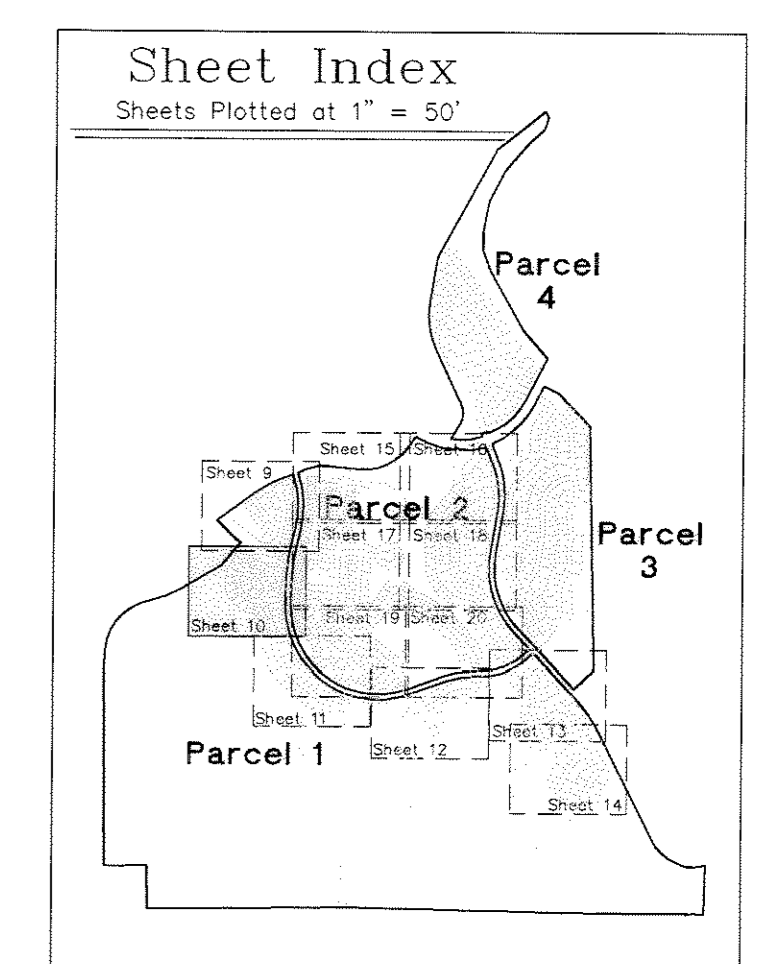 Sheet Index
Sheets Plotted at 1" = 50'
Parcel
4
Sheet 15
Sheet 16
Sheet 9
Parcel 2
Sheet 17
Sheet 18
Parcel
3
Sheet 10
Sheet 19
Sheet 20
Sheet 11
Sheet 13
Parcel 1
Sheet 12
Sheet 14